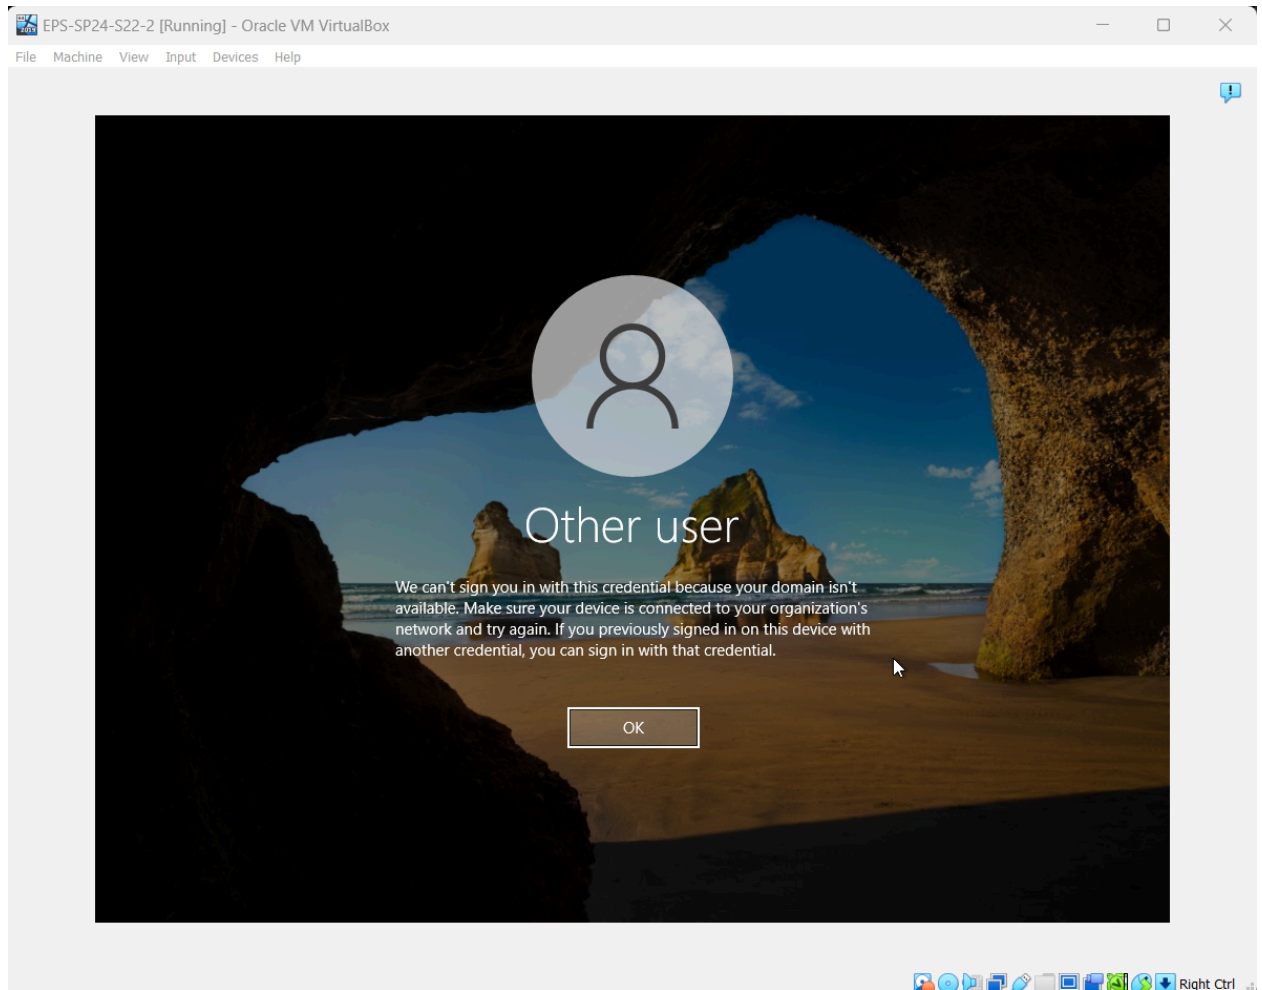 EPS-SP24-S22-2 [Running] - Oracle VM VirtualBox
File Machine View Input Devices Help
Other user
We can't sign you in with this credential because your domain isn't
available. Make sure your device is connected to your organization's
network and try again. If you previously signed in on this device with
another credential, you can sign in with that credential.
OK
Right Ctrl